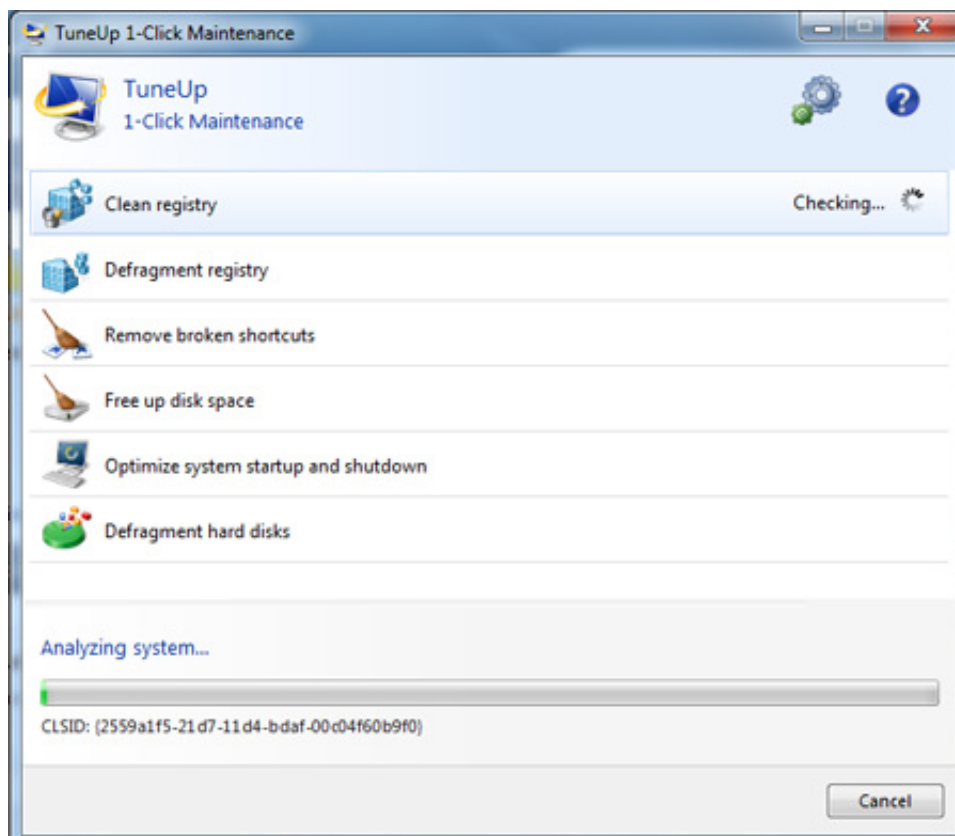 TuneUp 1-Click Maintenance
TuneUp
1-Click Maintenance
Clean registry
Checking...
Defragment registry
Remove broken shortcuts
Free up disk space
Optimize system startup and shutdown
Defragment hard disks
Analyzing system...
CLSID: {2559a1f5-21d7-11d4-bdaf-00c04f60b9f0}
Cancel